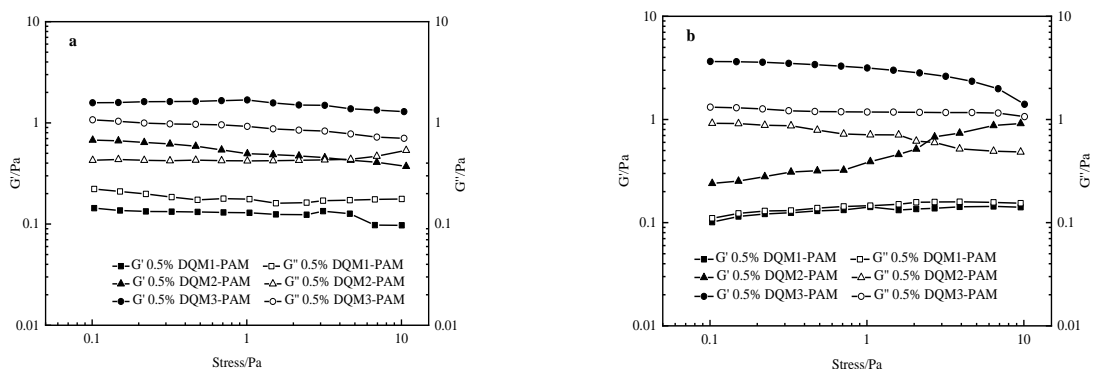 a
10
10
1
1
0.1
0.1
0.01
0.01
G'/Pa
G''/Pa
G' 0.5% DQM1-PAM G'' 0.5% DQM1-PAM
G' 0.5% DQM2-PAM G'' 0.5% DQM2-PAM
G' 0.5% DQM3-PAM G'' 0.5% DQM3-PAM
0.1 1 10
Stress/Pa
b
10
10
1
1
0.1
0.1
0.01
0.01
G'/Pa
G''/Pa
G' 0.5% DQM1-PAM G'' 0.5% DQM1-PAM
G' 0.5% DQM2-PAM G'' 0.5% DQM2-PAM
G' 0.5% DQM3-PAM G'' 0.5% DQM3-PAM
0.1 1 10
Stress/Pa